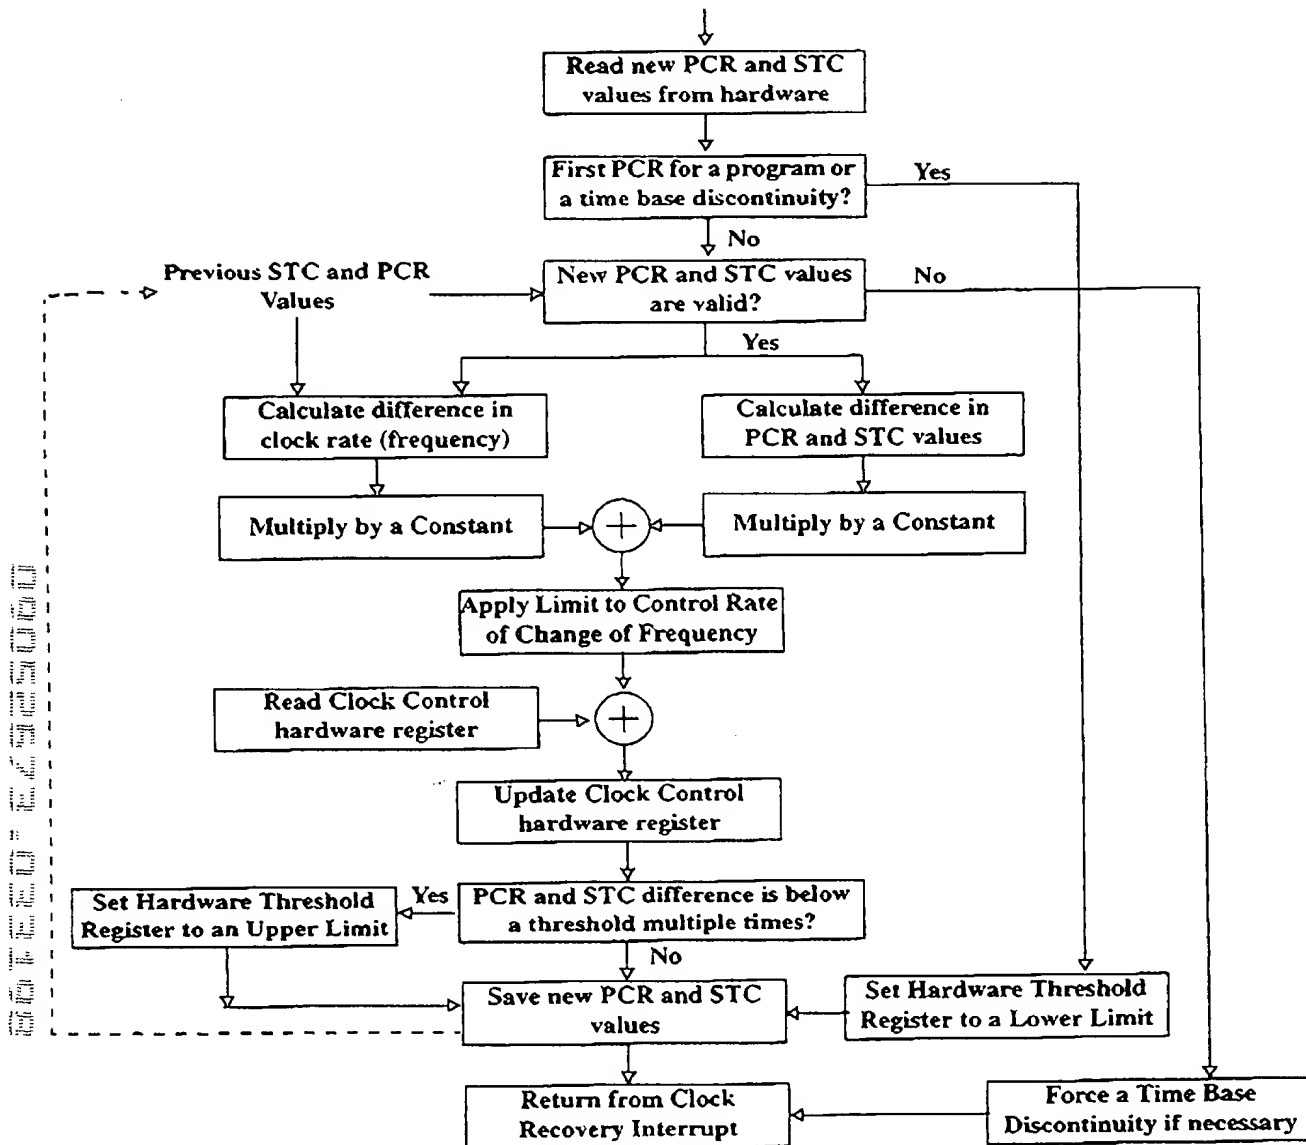 Read new PCR and STC
values from hardware
First PCR for a program or
a time base discontinuity?
Yes
No
Previous STC and PCR
Values
New PCR and STC values
are valid?
No
Yes
Calculate difference in
clock rate (frequency)
Calculate difference in
PCR and STC values
Multiply by a Constant
+
Multiply by a Constant
Apply Limit to Control Rate
of Change of Frequency
Read Clock Control
hardware register
+
Update Clock Control
hardware register
Set Hardware Threshold
Register to an Upper Limit
Yes
PCR and STC difference is below
a threshold multiple times?
No
Save new PCR and STC
values
Set Hardware Threshold
Register to a Lower Limit
Return from Clock
Recovery Interrupt
Force a Time Base
Discontinuity if necessary